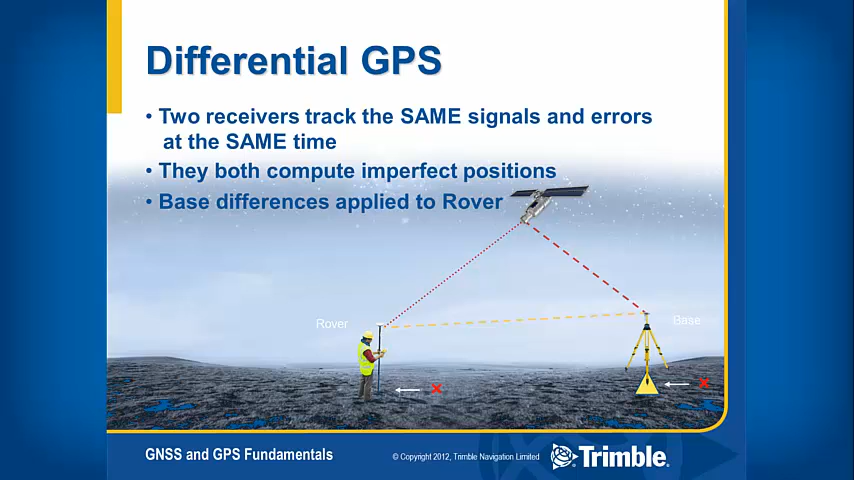 Differential GPS
• Two receivers track the SAME signals and errors
at the SAME time
• They both compute imperfect positions
• Base differences applied to Rover
Rover
Base
GNSS and GPS Fundamentals
© Copyright 2012, Trimble Navigation Limited
Trimble